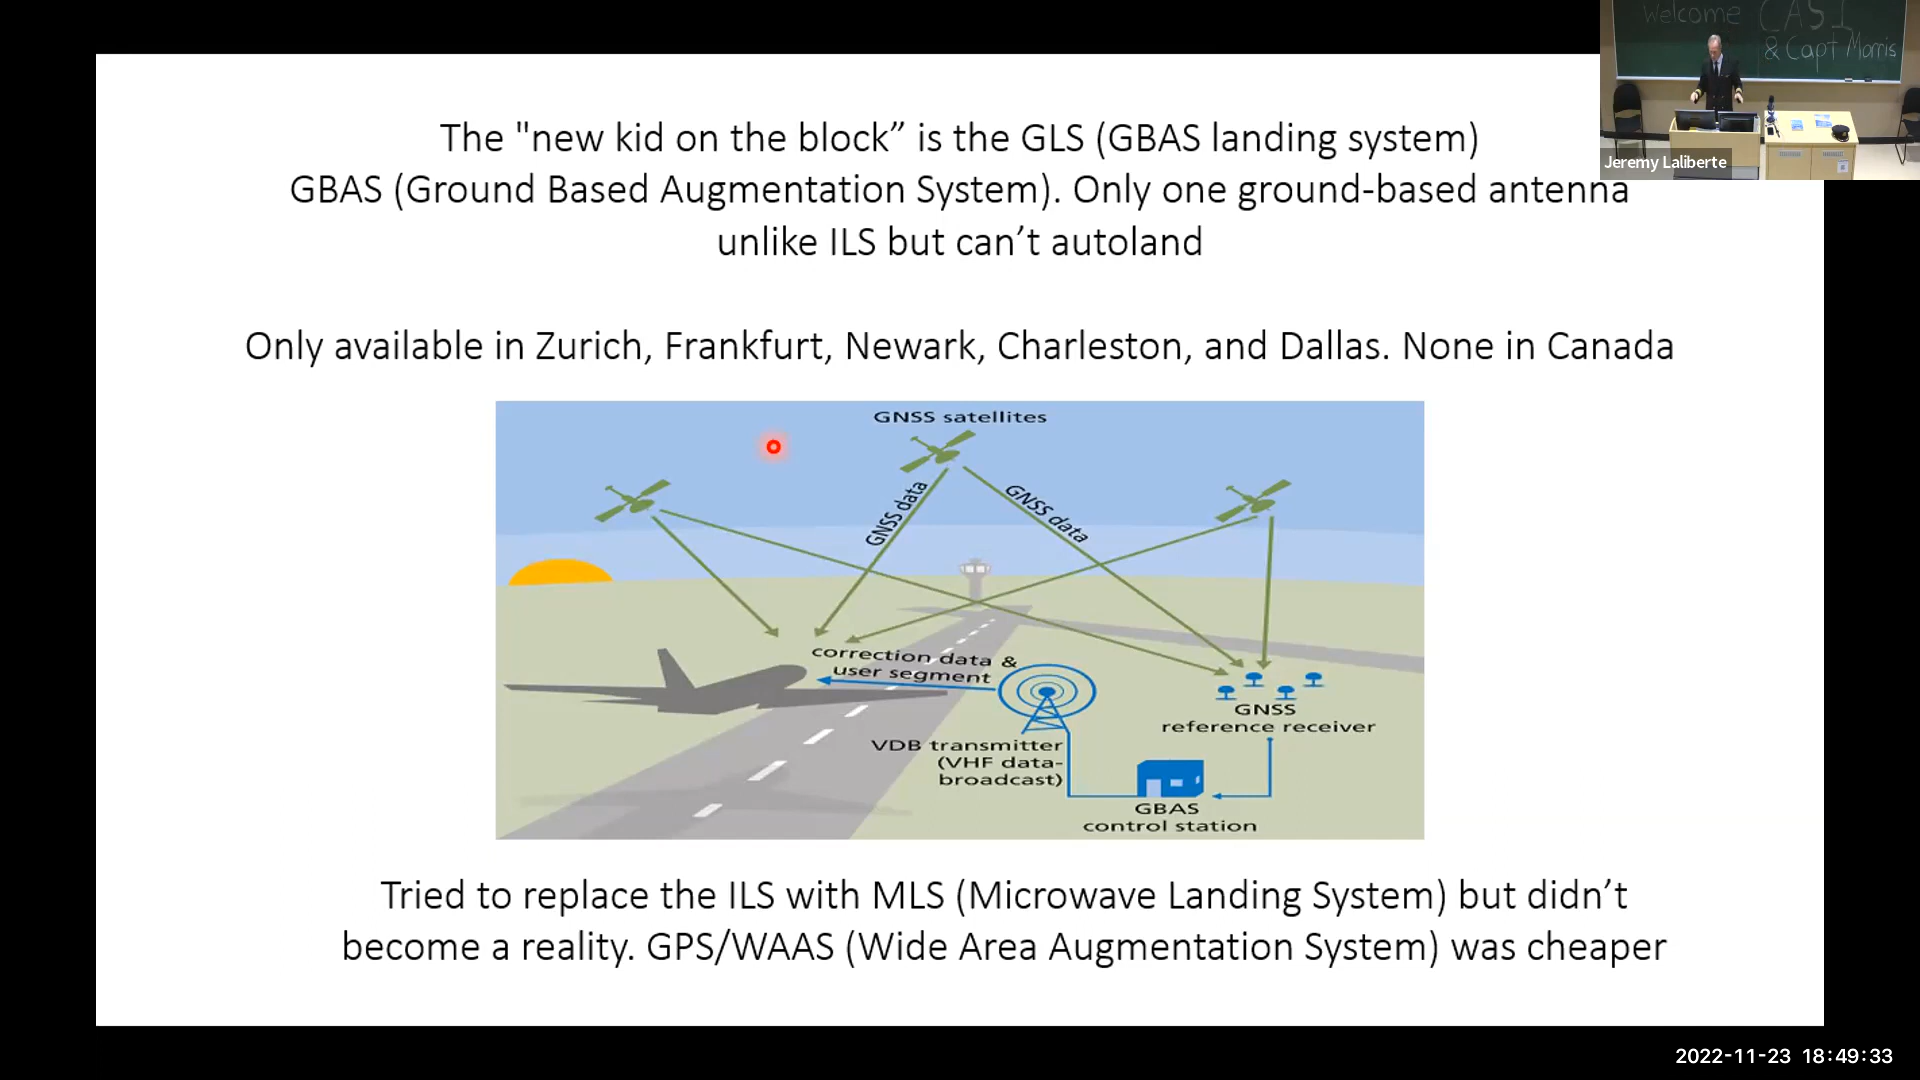 Welcome CASI
& Capt Morris
Jeremy Laliberte
The "new kid on the block” is the GLS (GBAS landing system)
GBAS (Ground Based Augmentation System). Only one ground-based antenna
unlike ILS but can’t autoland
Only available in Zurich, Frankfurt, Newark, Charleston, and Dallas. None in Canada
GNSS satellites
GNSS data
GNSS data
correction data &
user segment
GNSS
reference receiver
VDB transmitter
(VHF data-
broadcast)
GBAS
control station
Tried to replace the ILS with MLS (Microwave Landing System) but didn’t
become a reality. GPS/WAAS (Wide Area Augmentation System) was cheaper
2022-11-23 18:49:33